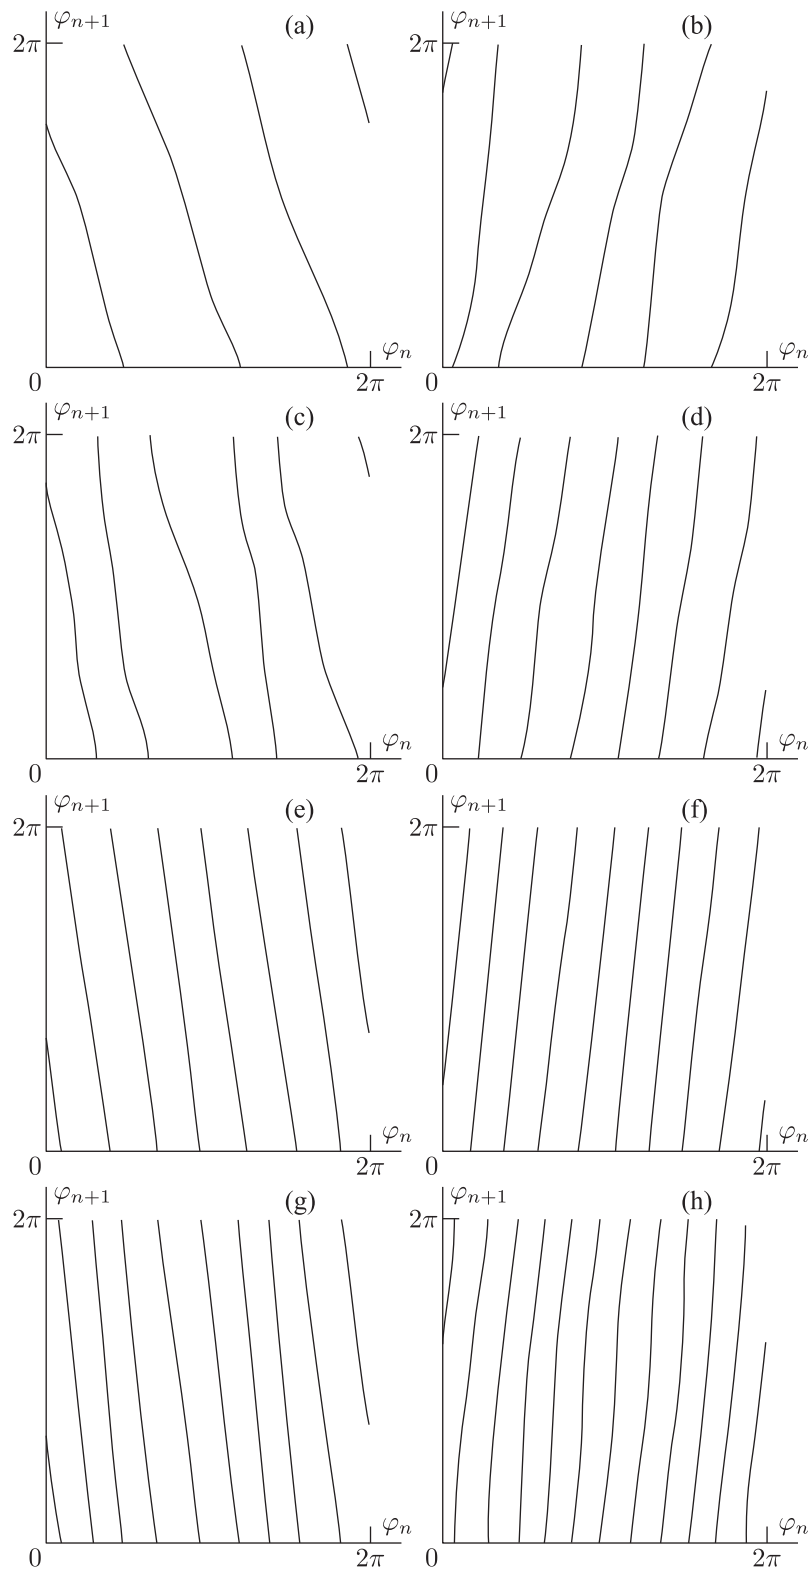 φn+1 (a) φn+1 (b)
2π 2π
φn φn
0 2π 0 2π
φn+1 (c) φn+1 (d)
2π 2π
φn φn
0 2π 0 2π
φn+1 (e) φn+1 (f)
2π 2π
φn φn
0 2π 0 2π
φn+1 (g) φn+1 (h)
2π 2π
φn φn
0 2π 0 2π